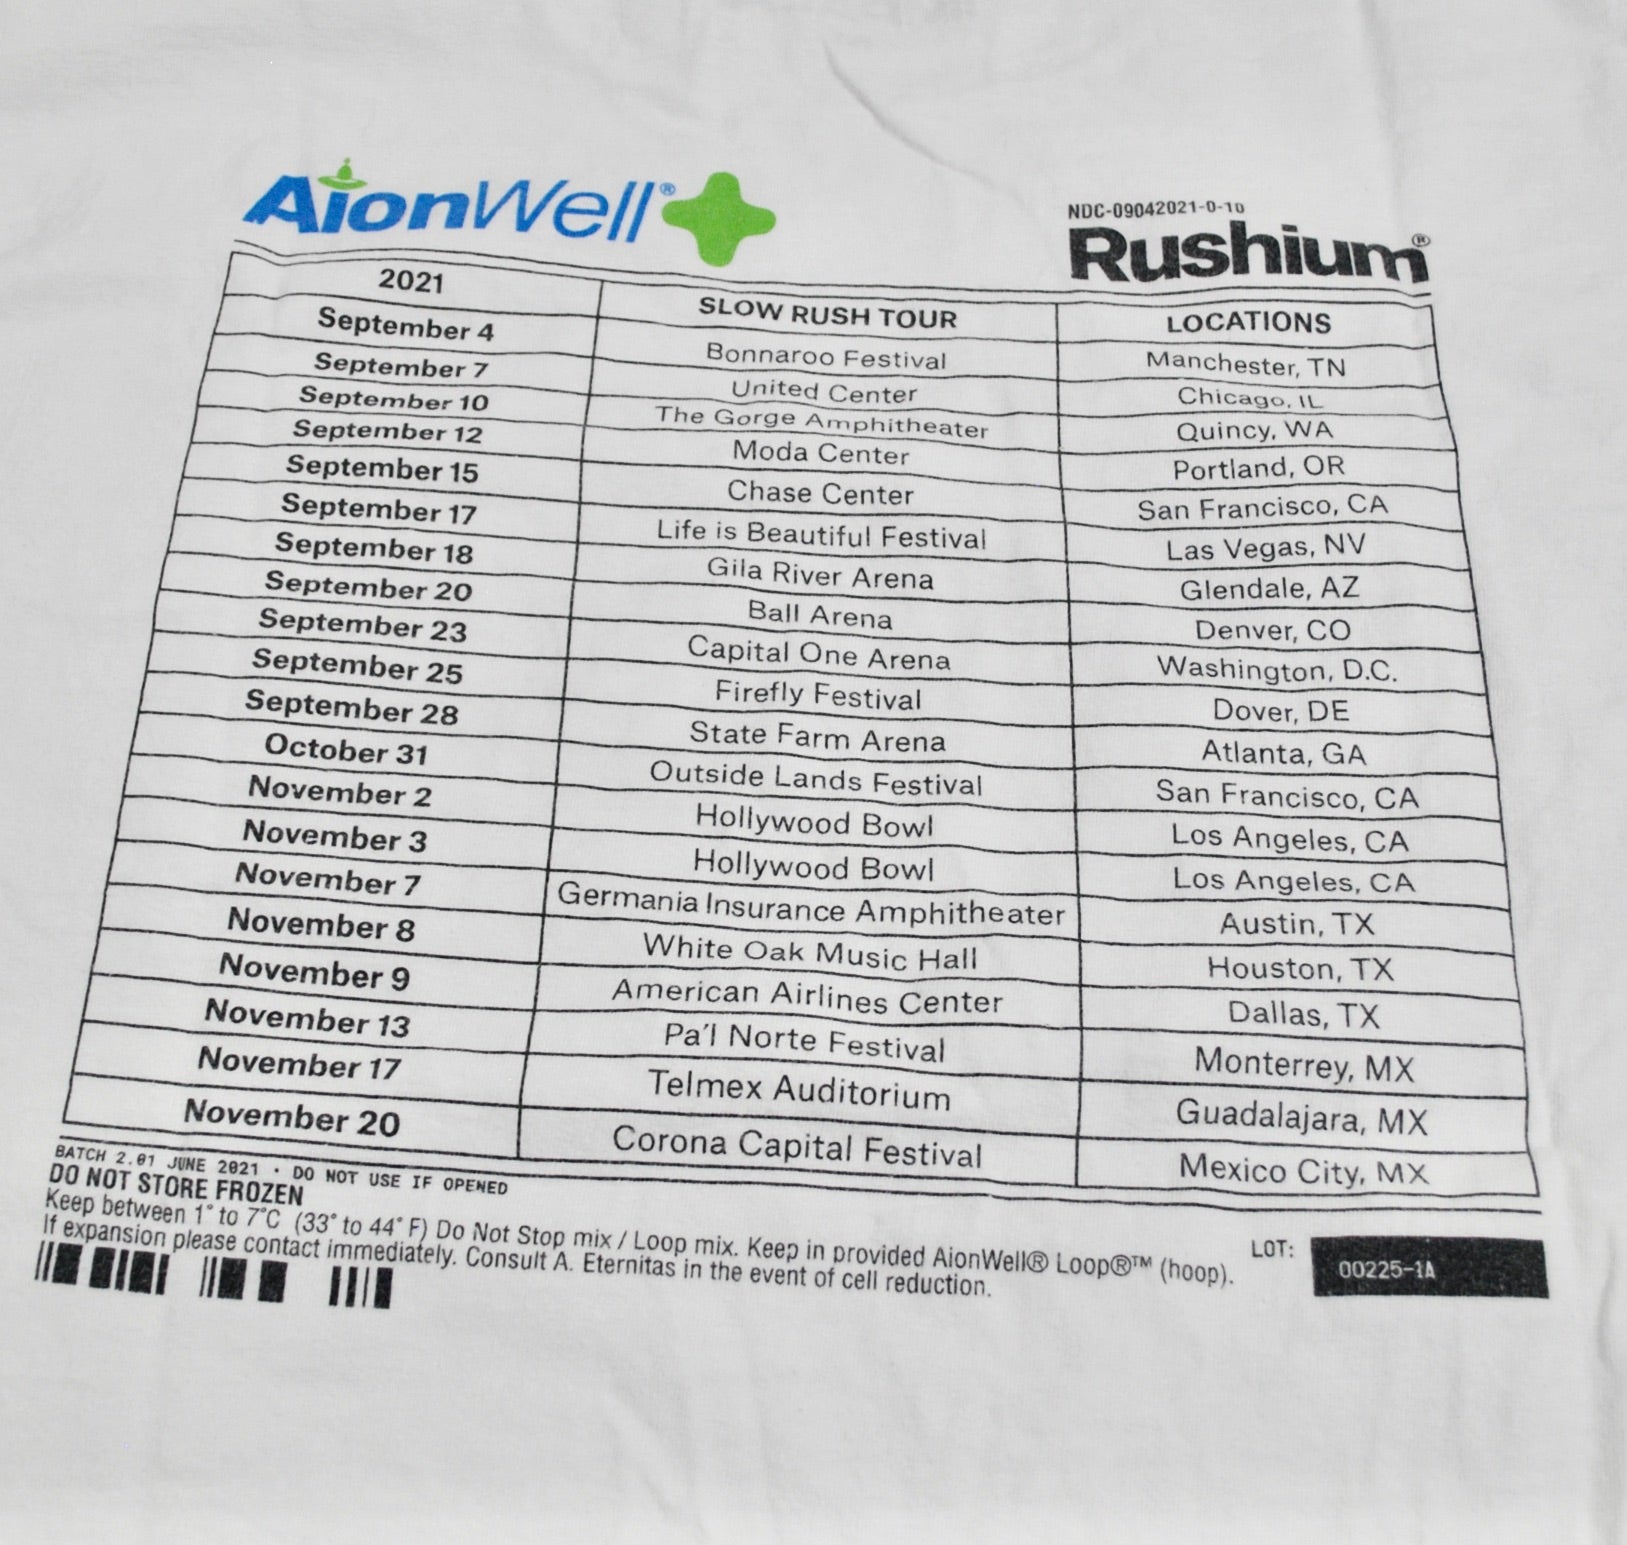 AionWell®
NDC-09042021-0-10
Rushium®
2021 SLOW RUSH TOUR LOCATIONS
September 4 Bonnaroo Festival Manchester, TN
September 7 United Center Chicago, IL
September 10 The Gorge Amphitheater Quincy, WA
September 12 Moda Center Portland, OR
September 15 Chase Center San Francisco, CA
September 17 Life is Beautiful Festival Las Vegas, NV
September 18 Gila River Arena Glendale, AZ
September 20 Ball Arena Denver, CO
September 23 Capital One Arena Washington, D.C.
September 25 Firefly Festival Dover, DE
September 28 State Farm Arena Atlanta, GA
October 31 Outside Lands Festival San Francisco, CA
November 2 Hollywood Bowl Los Angeles, CA
November 3 Hollywood Bowl Los Angeles, CA
November 7 Germania Insurance Amphitheater Austin, TX
November 8 White Oak Music Hall Houston, TX
November 9 American Airlines Center Dallas, TX
November 13 Pa'l Norte Festival Monterrey, MX
November 17 Telmex Auditorium Guadalajara, MX
November 20 Corona Capital Festival Mexico City, MX
BATCH 2.01 JUNE 2021 · DO NOT USE IF OPENED
DO NOT STORE FROZEN
Keep between 1° to 7°C (33° to 44° F) Do Not Stop mix / Loop mix. Keep in provided AionWell® Loop®™ (hoop).
If expansion please contact immediately. Consult A. Eternitas in the event of cell reduction.
LOT: 00225-1A